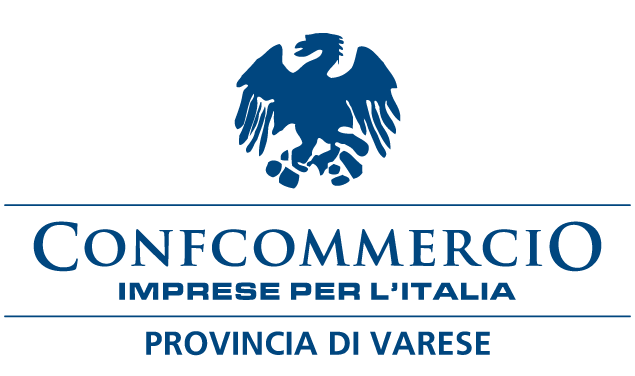 CONFCOMMERCIO
IMPRESE PER L'ITALIA
PROVINCIA DI VARESE